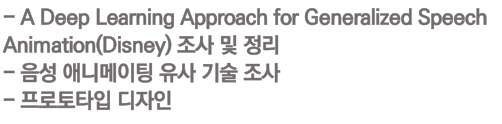 - A Deep Learning Approach for Generalized Speech
Animation(Disney) 조사 및 정리
- 음성 애니메이팅 유사 기술 조사
- 프로토타입 디자인